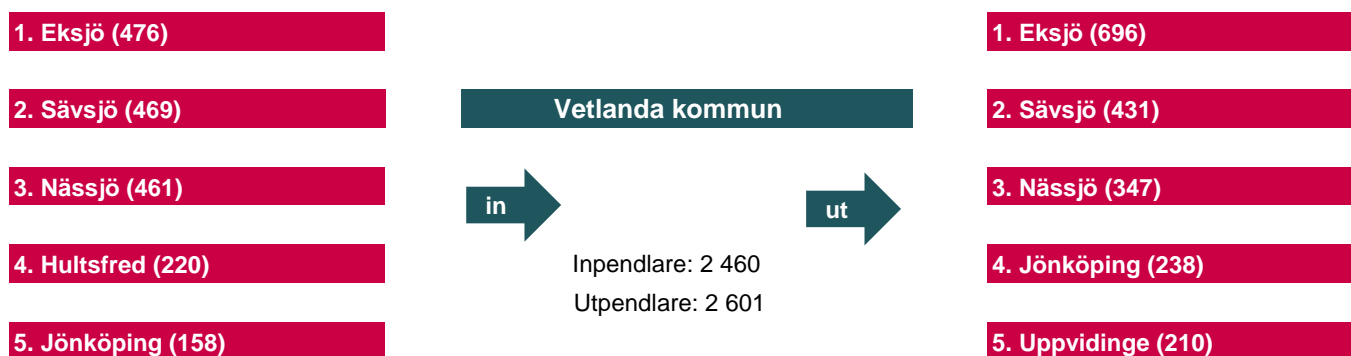 1. Eksjö (476)
2. Sävsjö (469)
3. Nässjö (461)
4. Hultsfred (220)
5. Jönköping (158)
Vetlanda kommun
in
ut
Inpendlare: 2 460
Utpendlare: 2 601
1. Eksjö (696)
2. Sävsjö (431)
3. Nässjö (347)
4. Jönköping (238)
5. Uppvidinge (210)